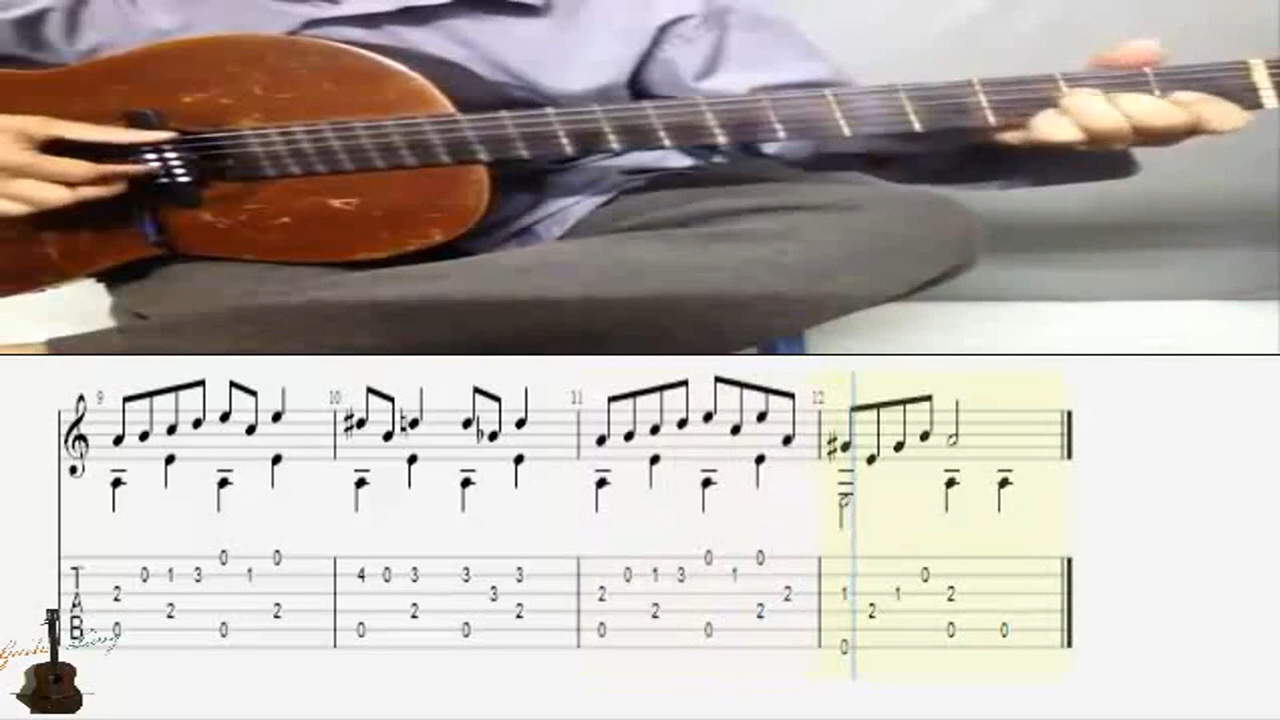 9 10 11 12
0 0 0 0
T 0 1 3 1 4 0 3 3 3 0 1 3 1 0
2 3 2 2 1 1 2
A 2 2 2 2 2 2 2
B 0 0 0 0 0 0 0 0
0